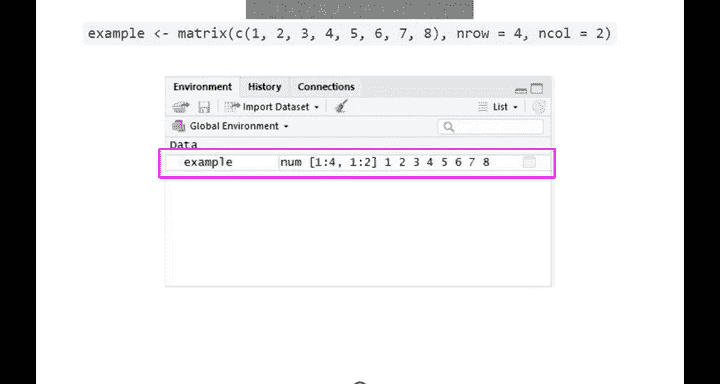 example <- matrix(c(1, 2, 3, 4, 5, 6, 7, 8), nrow = 4, ncol = 2)
Environment History Connections
Import Dataset List
Global Environment
Data
example num [1:4, 1:2] 1 2 3 4 5 6 7 8